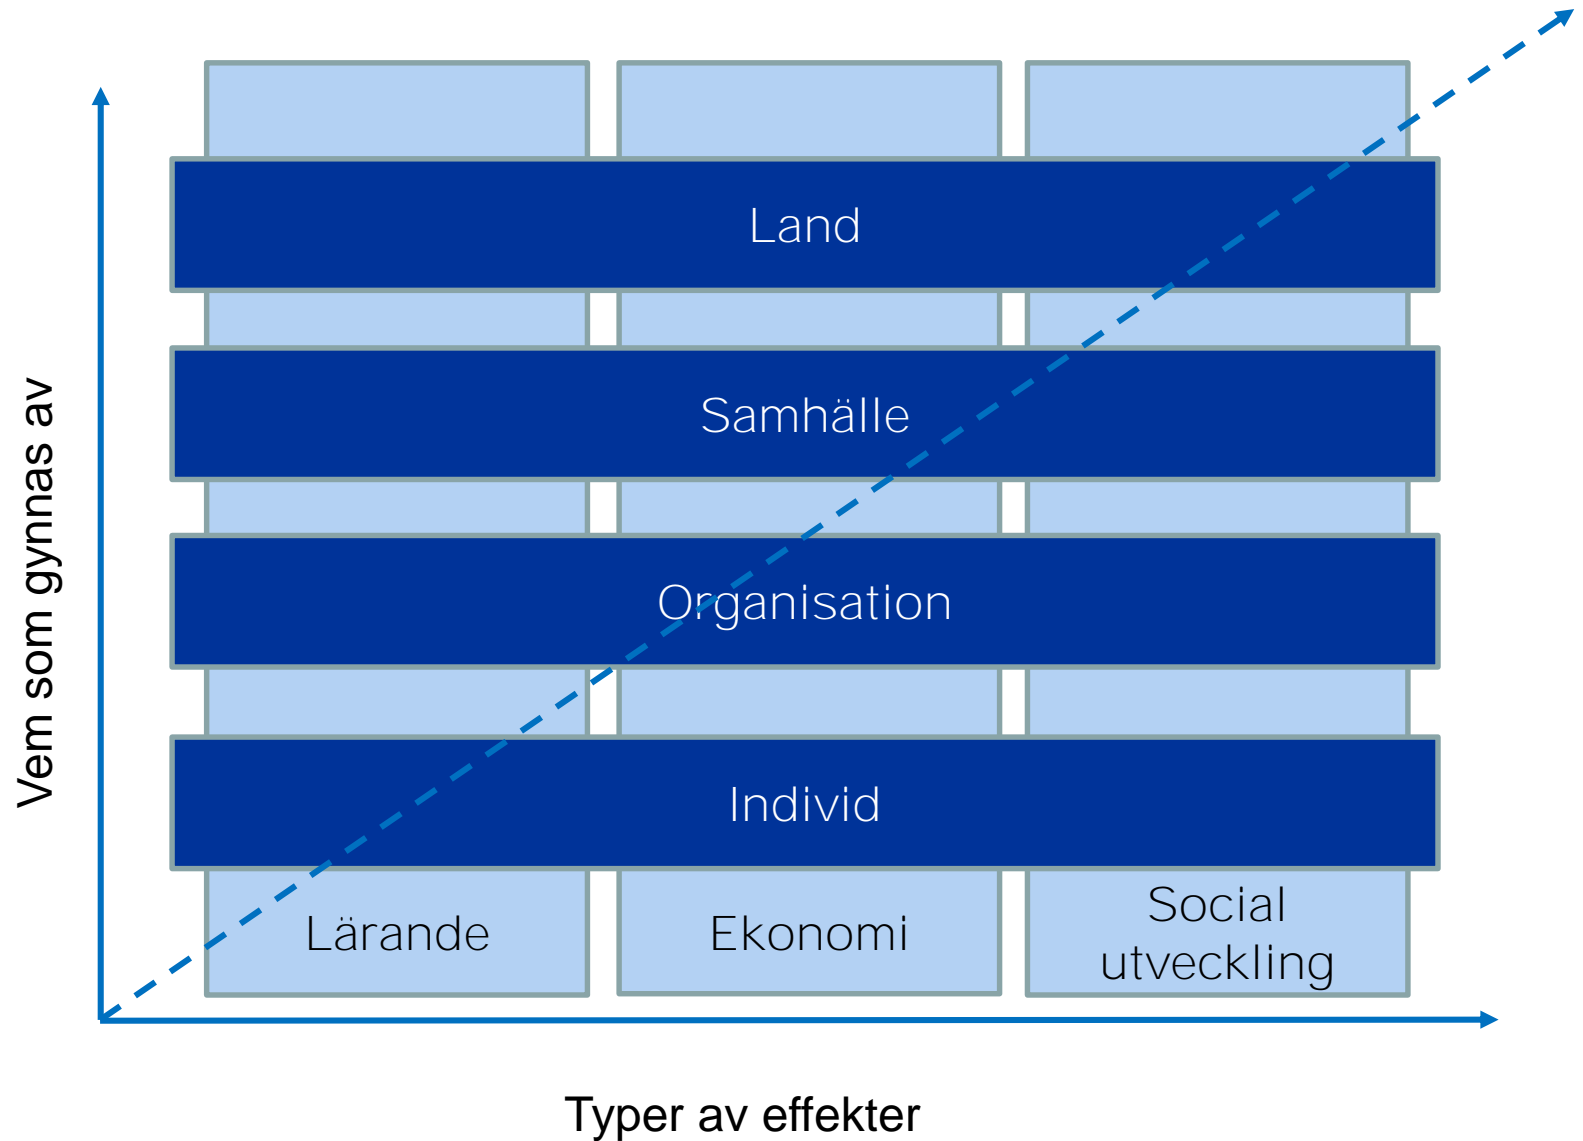 Land
Samhälle
Organisation
Individ
Lärande
Ekonomi
Social
utveckling
Vem som gynnas av
Typer av effekter